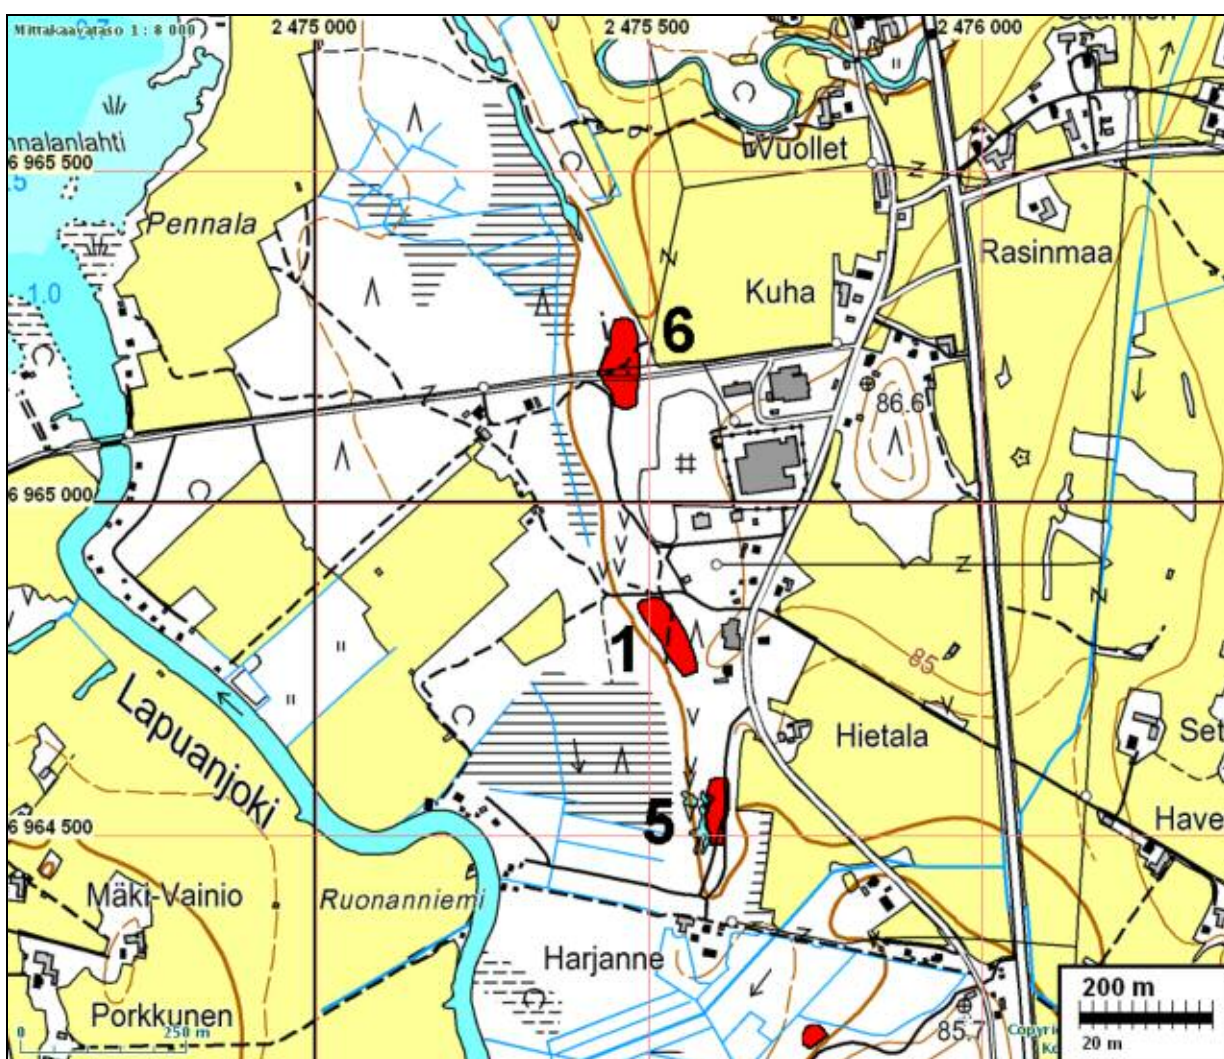 Mittakaavataso 1 : 8 000
2 475 000
2 475 500
2 476 000
nnalanlahti
6 965 500
Vuollet
Pennala
Rasinmaa
1.0
Kuha
6
86.6
6 965 000
1
85
Lapuanjoki
Hietala
Set
5
6 964 500
Have
Mäki-Vainio
Ruonanniemi
Harjanne
200 m
Porkkunen
0 250 m
85.7
20 m